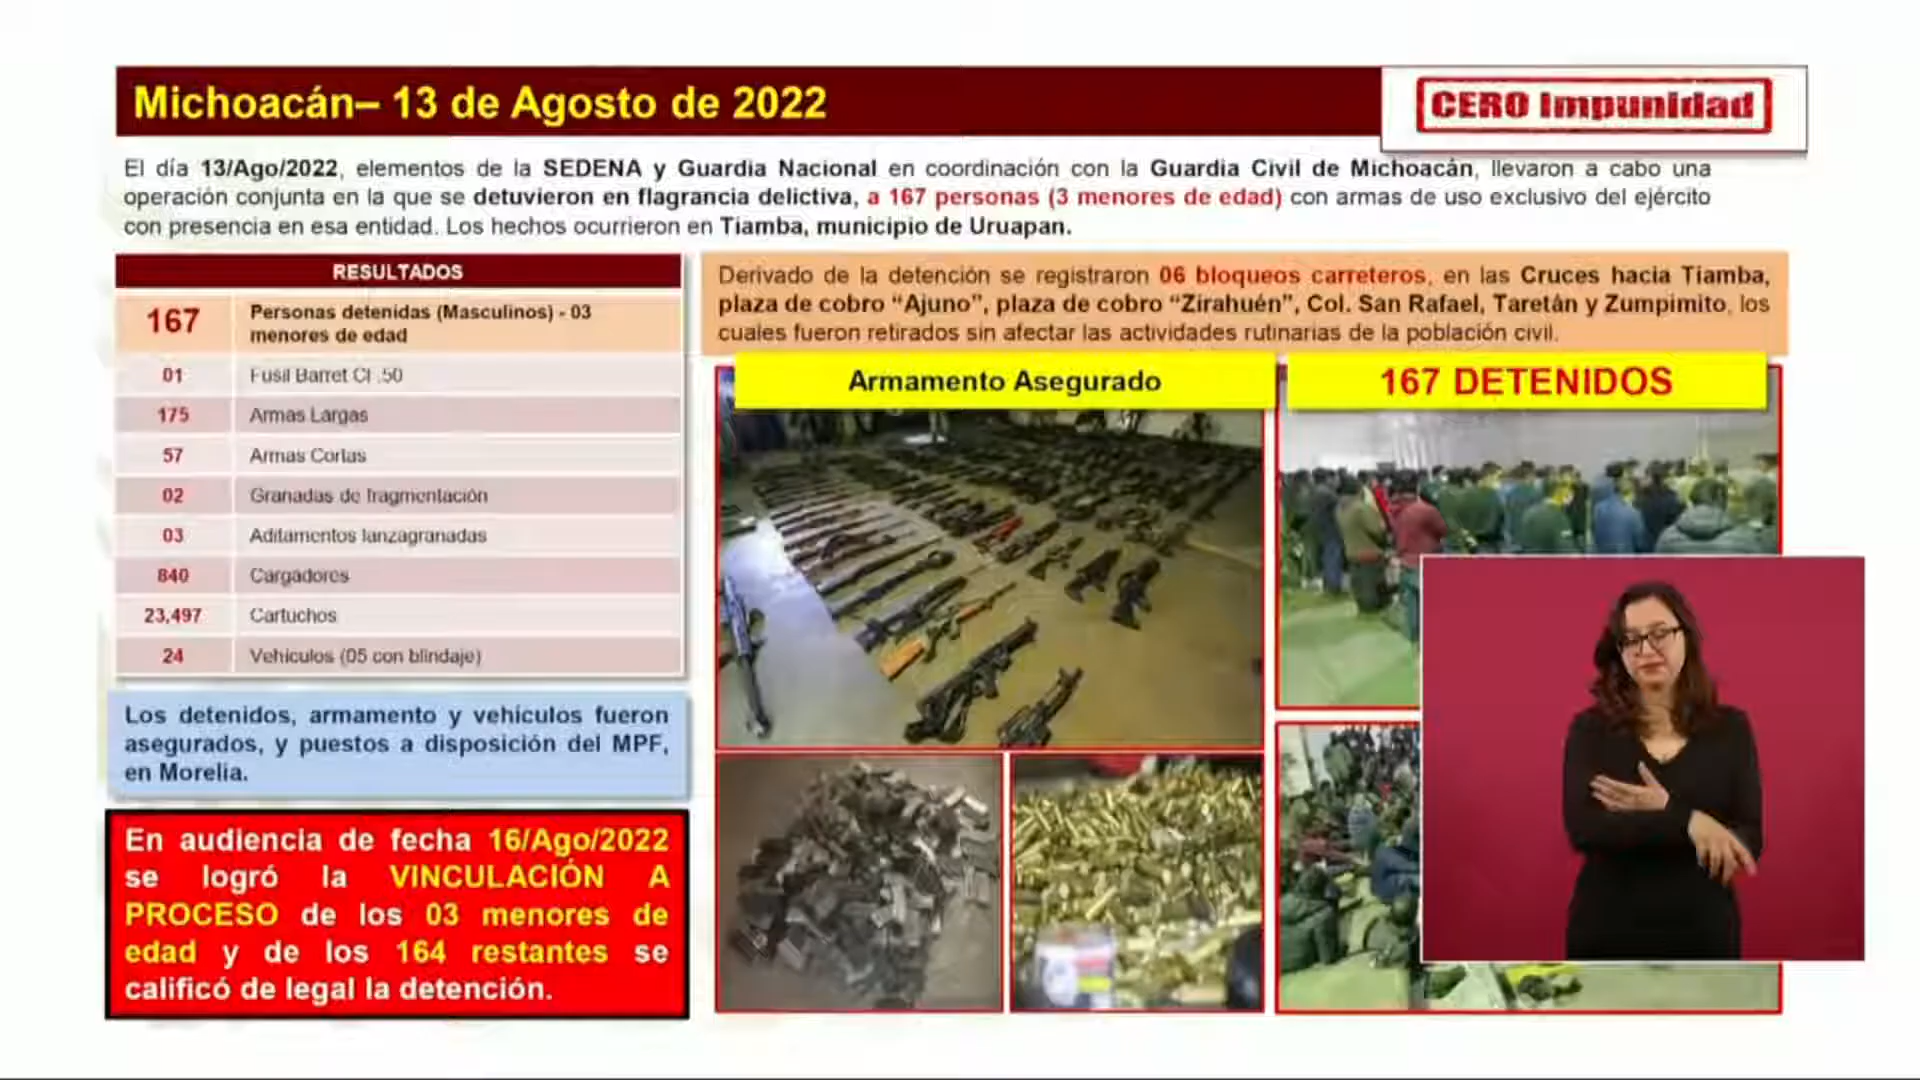 Michoacán– 13 de Agosto de 2022
CERO Impunidad
El día 13/Ago/2022, elementos de la SEDENA y Guardia Nacional en coordinación con la Guardia Civil de Michoacán, llevaron a cabo una
operación conjunta en la que se detuvieron en flagrancia delictiva, a 167 personas (3 menores de edad) con armas de uso exclusivo del ejército
con presencia en esa entidad. Los hechos ocurrieron en Tiamba, municipio de Uruapan.
RESULTADOS
167 Personas detenidas (Masculinos) - 03
menores de edad
01 Fusil Barret Cl .50
175 Armas Largas
57 Armas Cortas
02 Granadas de fragmentación
03 Aditamentos lanzagranadas
840 Cargadores
23,497 Cartuchos
24 Vehículos (05 con blindaje)
Los detenidos, armamento y vehículos fueron
asegurados, y puestos a disposición del MPF,
en Morelia.
En audiencia de fecha 16/Ago/2022
se logró la VINCULACIÓN A
PROCESO de los 03 menores de
edad y de los 164 restantes se
calificó de legal la detención.
Derivado de la detención se registraron 06 bloqueos carreteros, en las Cruces hacia Tiamba,
plaza de cobro “Ajuno”, plaza de cobro “Zirahuén”, Col. San Rafael, Taretán y Zumpimito, los
cuales fueron retirados sin afectar las actividades rutinarias de la población civil.
Armamento Asegurado
167 DETENIDOS